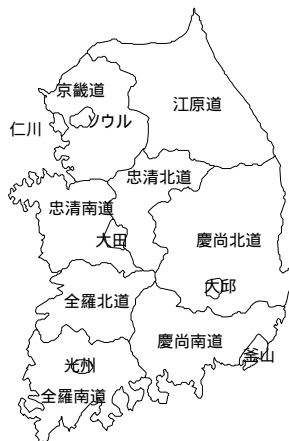 京畿道
江原道
ソウル
仁川
忠清北道
忠清南道
大田
慶尚北道
大邱
全羅北道
慶尚南道
釜山
光州
全羅南道